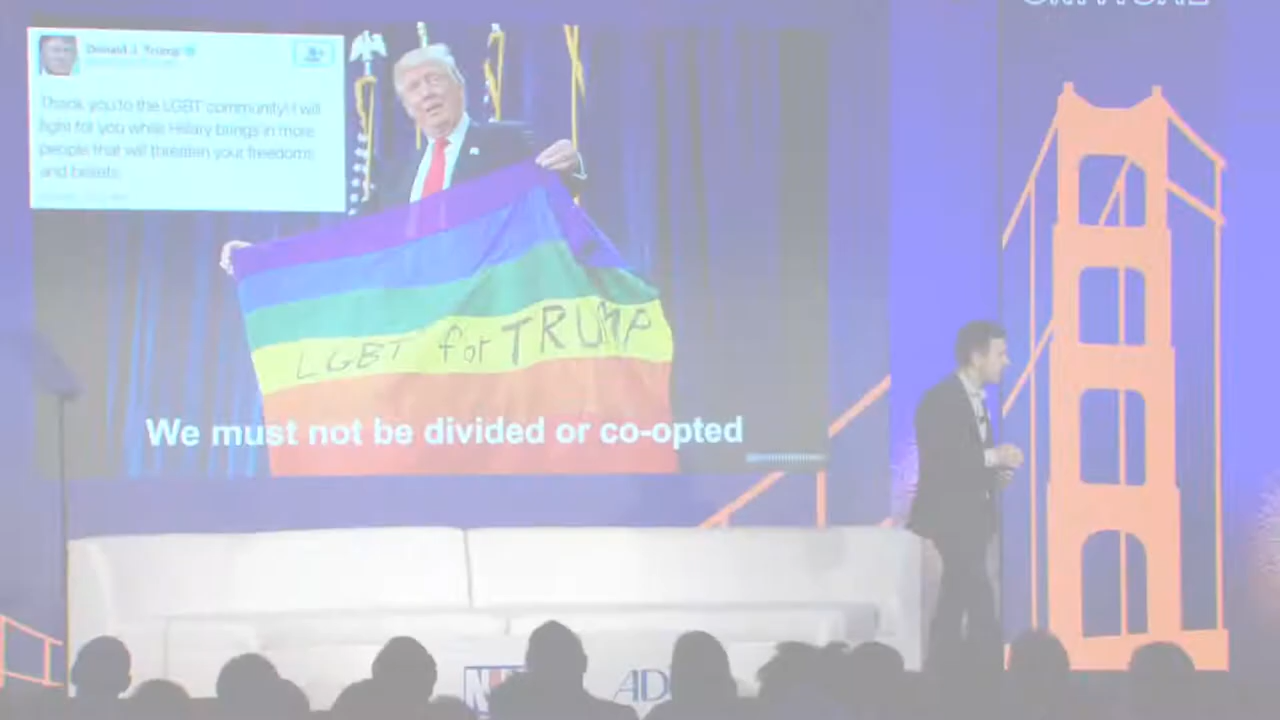 Donald J. Trump
Thank you to the LGBT community! I will
fight for you while Hillary brings in more
people that will threaten your freedoms
and beliefs.
LGBT for TRUMP
We must not be divided or co-opted
AD